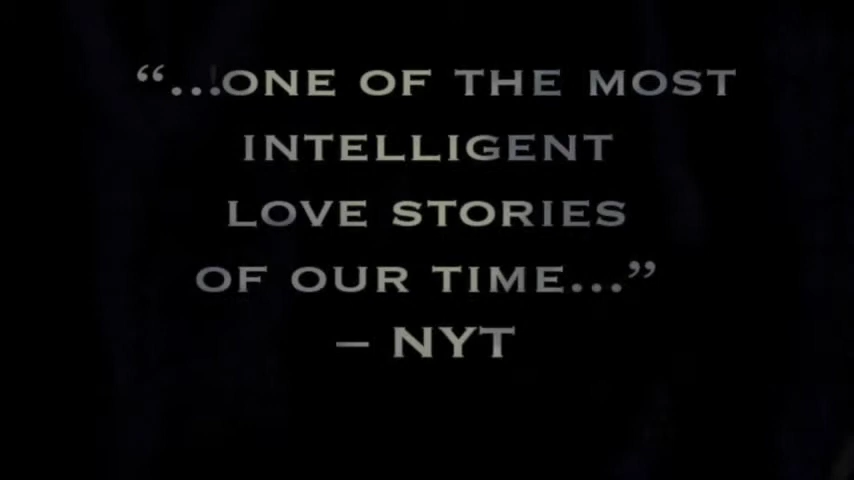 “...ONE OF THE MOST
INTELLIGENT
LOVE STORIES
OF OUR TIME...”
– NYT